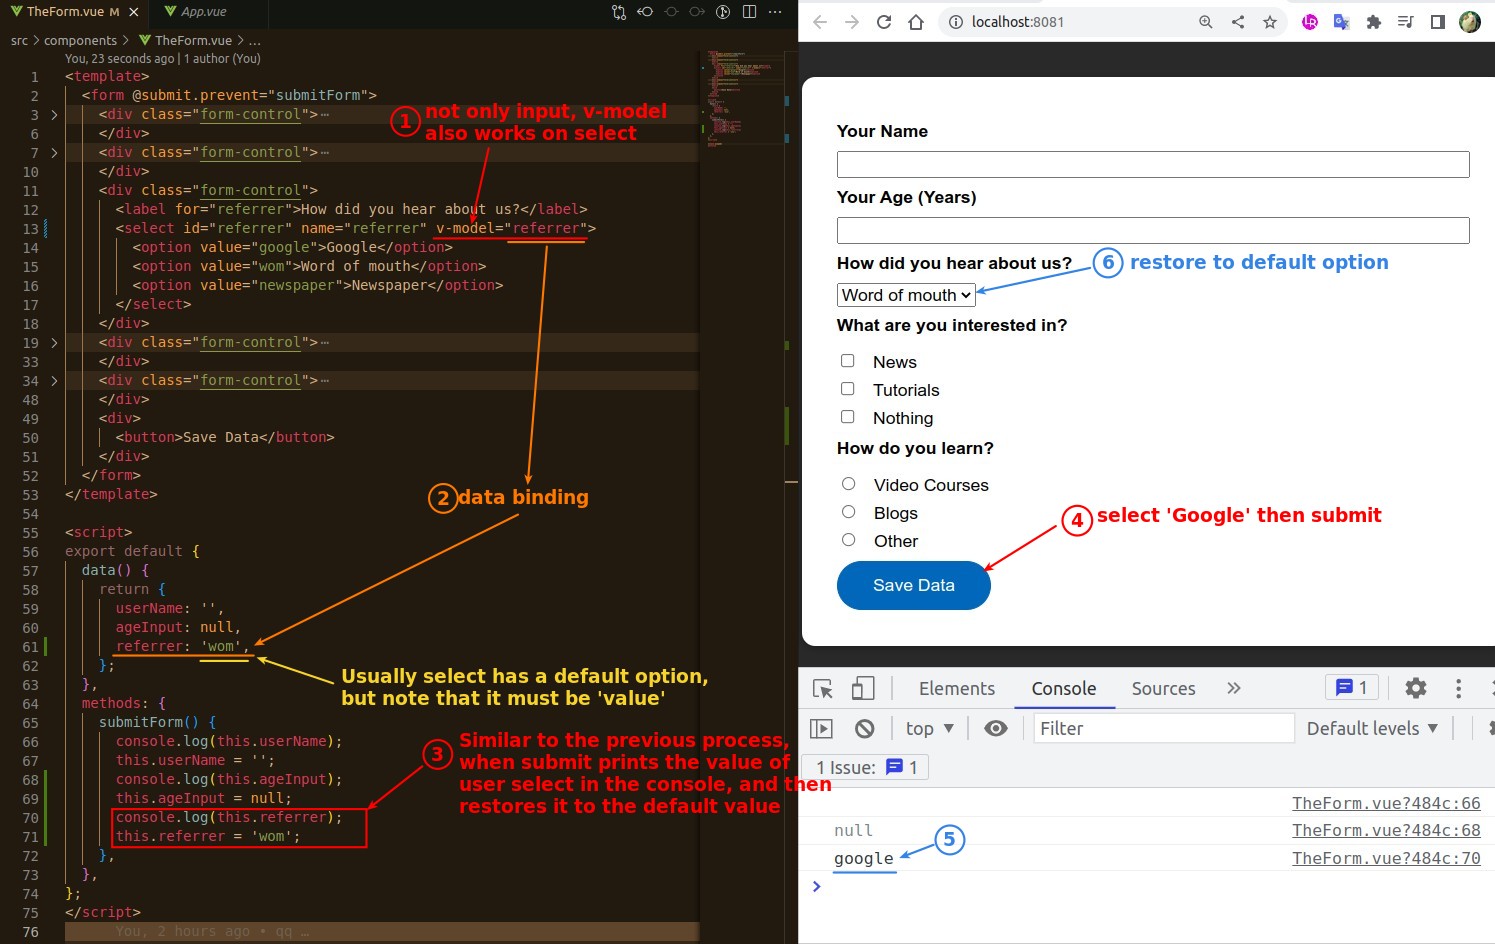 TheForm.vue M
App.vue
src > components > TheForm.vue > ...
You, 23 seconds ago | 1 author (You)
1 <template>
2 <form @submit.prevent="submitForm">
3 <div class="form-control">…
6 </div>
7 <div class="form-control">…
10 </div>
11 <div class="form-control">
12 <label for="referrer">How did you hear about us?</label>
13 <select id="referrer" name="referrer" v-model="referrer">
14 <option value="google">Google</option>
15 <option value="wom">Word of mouth</option>
16 <option value="newspaper">Newspaper</option>
17 </select>
18 </div>
19 <div class="form-control">…
33 </div>
34 <div class="form-control">…
48 </div>
49 <div>
50 <button>Save Data</button>
51 </div>
52 </form>
53 </template>
54
55 <script>
56 export default {
57 data() {
58 return {
59 userName: '',
60 ageInput: null,
61 referrer: 'wom',
62 };
63 },
64 methods: {
65 submitForm() {
66 console.log(this.userName);
67 this.userName = '';
68 console.log(this.ageInput);
69 this.ageInput = null;
70 console.log(this.referrer);
71 this.referrer = 'wom';
72 },
73 },
74 };
75 </script>
76 You, 2 hours ago • qq …
1 not only input, v-model
also works on select
2 data binding
Usually select has a default option,
but note that it must be 'value'
3 Similar to the previous process,
when submit prints the value of
user select in the console, and then
restores it to the default value
localhost:8081
Your Name
Your Age (Years)
How did you hear about us?
6 restore to default option
Word of mouth
What are you interested in?
News
Tutorials
Nothing
How do you learn?
Video Courses
Blogs
Other
4 select 'Google' then submit
Save Data
Elements Console Sources » 1
top Filter Default levels
1 Issue: 1
TheForm.vue?484c:66
null TheForm.vue?484c:68
google TheForm.vue?484c:70
5
>